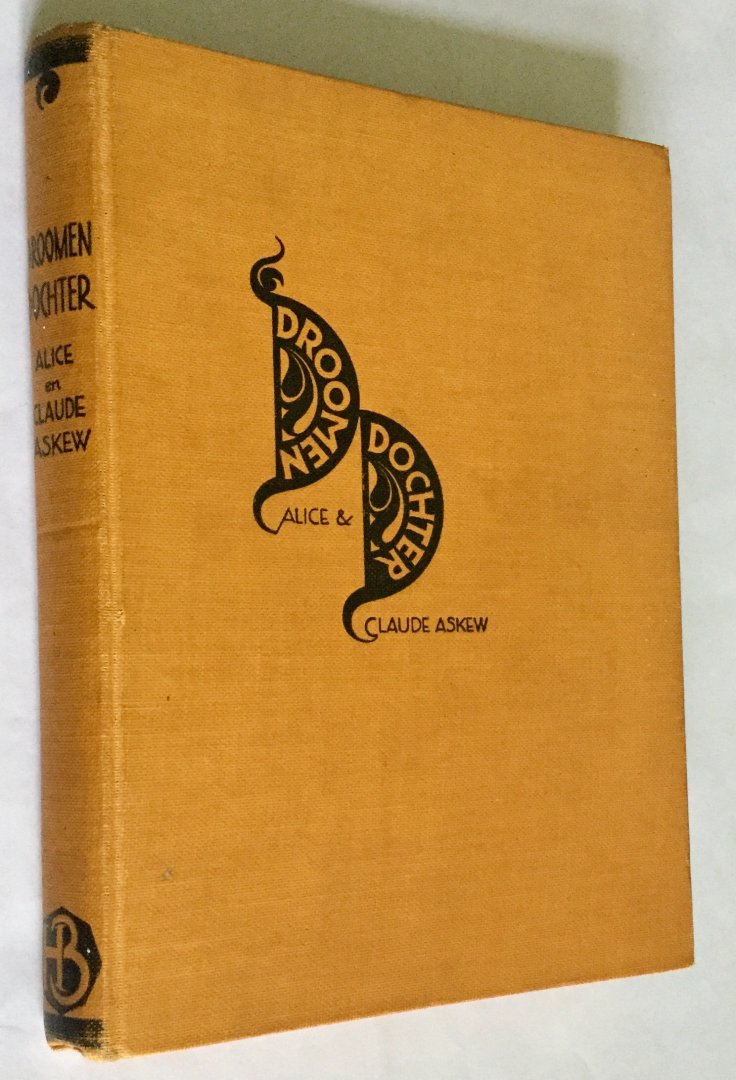 DROOMEN
DOCHTER
ALICE
en
CLAUDE
ASKEW
B
DROOMEN
DOCHTER
ALICE &
CLAUDE ASKEW